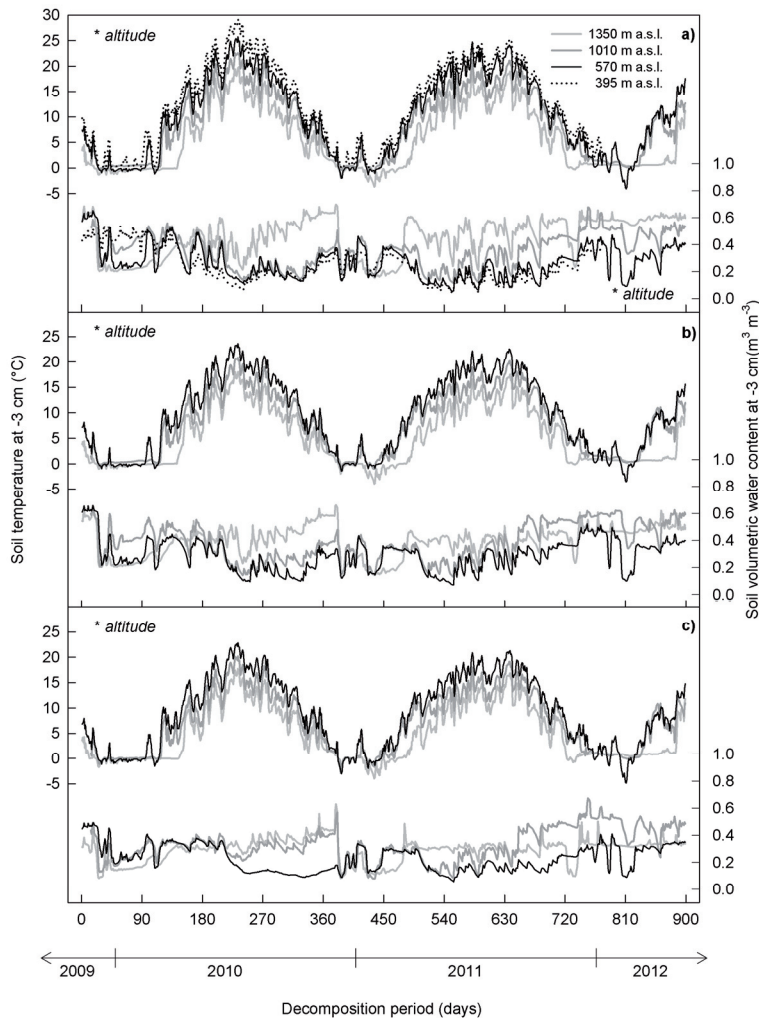 30
25
20
15
10
5
0
-5
* altitude
1350 m a.s.l.
1010 m a.s.l.
570 m a.s.l.
395 m a.s.l.
a)
1.0
0.8
0.6
0.4
0.2
0.0
* altitude
25
20
15
10
5
0
-5
* altitude
b)
1.0
0.8
0.6
0.4
0.2
0.0
25
20
15
10
5
0
-5
* altitude
c)
1.0
0.8
0.6
0.4
0.2
0.0
Soil temperature at -3 cm (°C)
Soil volumetric water content at -3 cm(m³ m⁻³)
0 90 180 270 360 450 540 630 720 810 900
2009 2010 2011 2012
Decomposition period (days)